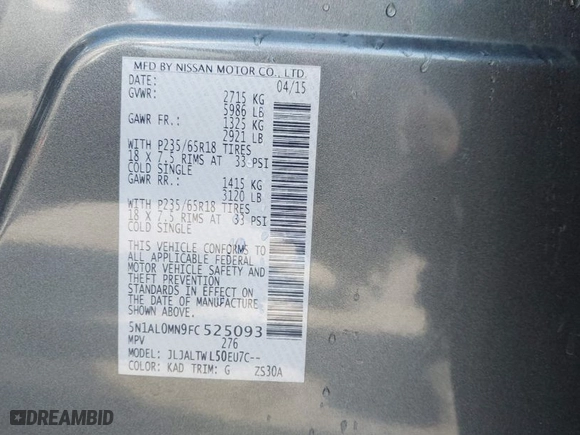 MFD BY NISSAN MOTOR CO., LTD.
DATE: 04/15
GVWR: 2715 KG
5986 LB
GAWR FR.: 1325 KG
2921 LB
WITH P235/65R18 TIRES
18 X 7.5 RIMS AT 33 PSI
COLD SINGLE
GAWR RR.: 1415 KG
3120 LB
WITH P235/65R18 TIRES
18 X 7.5 RIMS AT 33 PSI
COLD SINGLE
THIS VEHICLE CONFORMS TO
ALL APPLICABLE FEDERAL
MOTOR VEHICLE SAFETY AND
THEFT PREVENTION
STANDARDS IN EFFECT ON
THE DATE OF MANUFACTURE
SHOWN ABOVE.
5N1AL0MN9FC525093
MPV 276
MODEL: JLJALTWL50EU7C--
COLOR: KAD TRIM: G ZS30A
DREAMBID